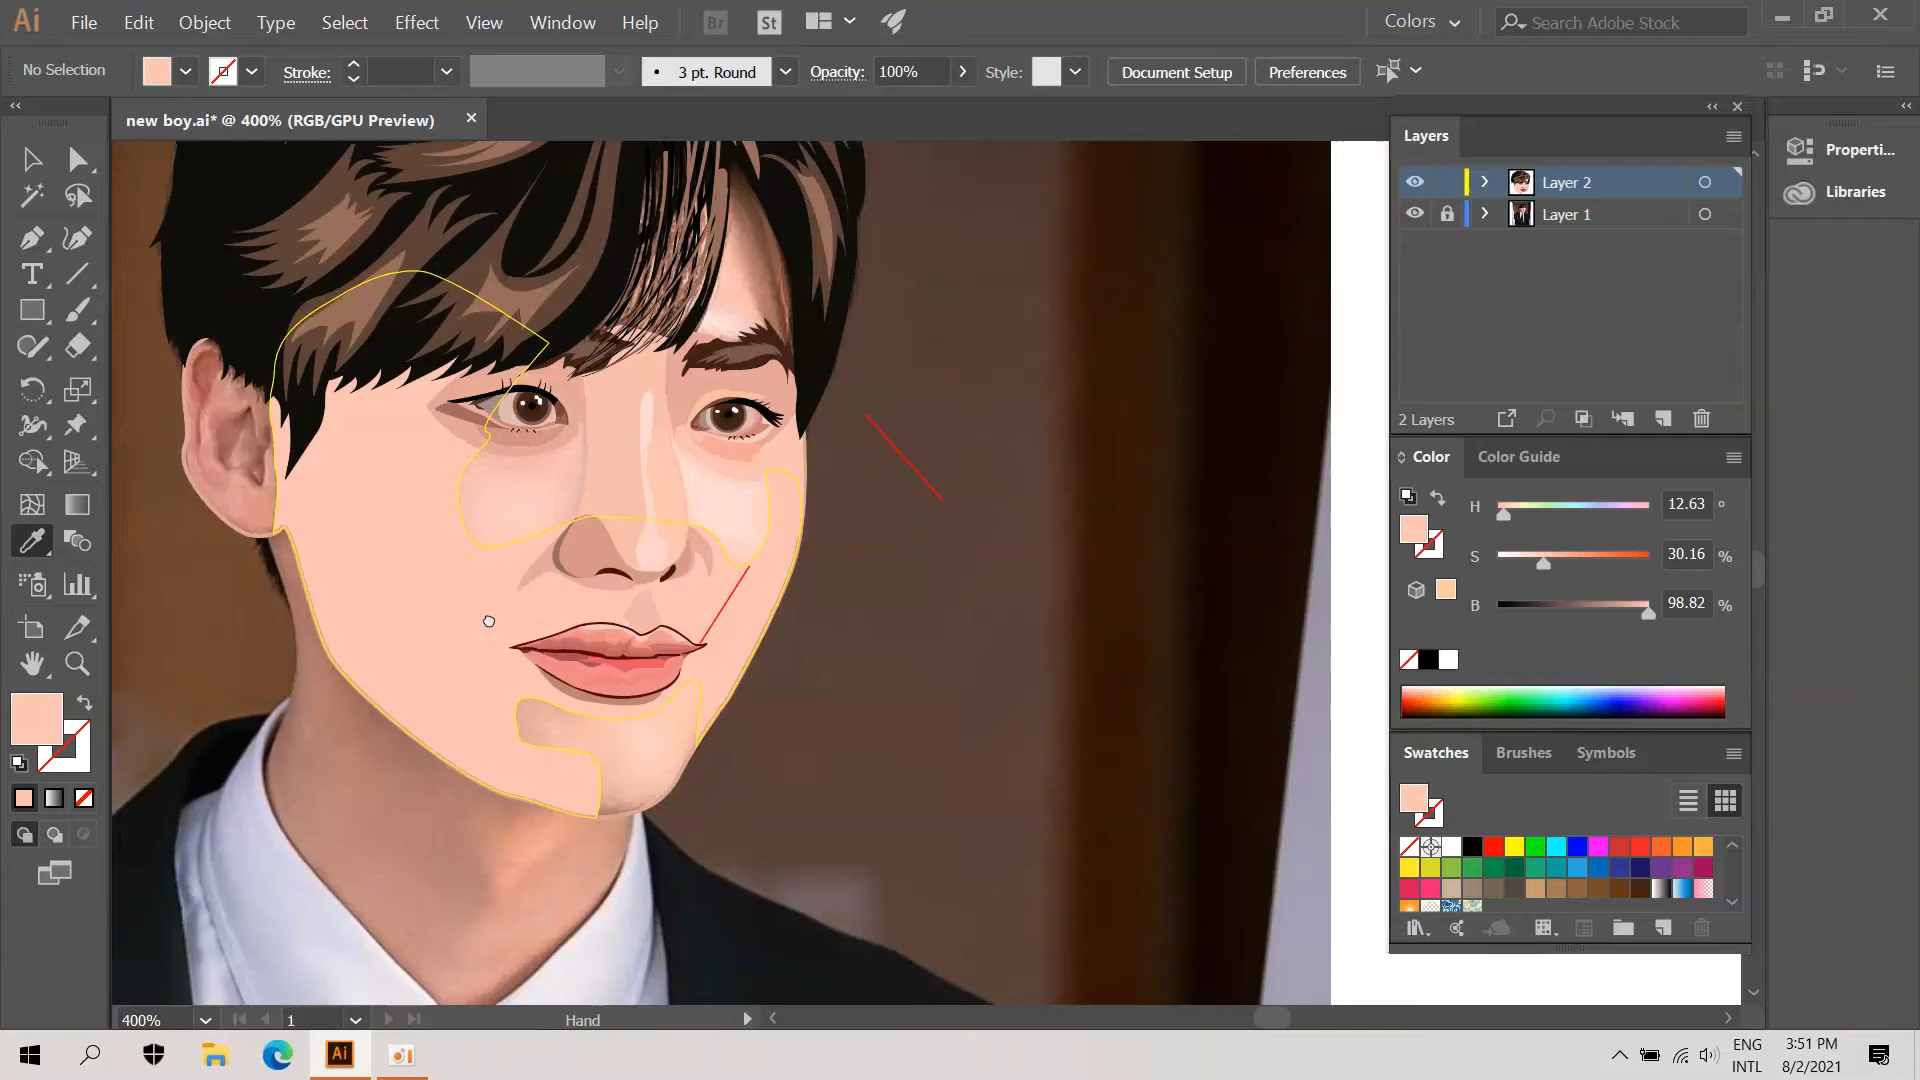 Ai File Edit Object Type Select Effect View Window Help Br St Colors Search Adobe Stock
No Selection Stroke: 3 pt. Round Opacity: 100% Style: Document Setup Preferences
new boy.ai* @ 400% (RGB/GPU Preview)
Layers
Properti...
Layer 2
Libraries
Layer 1
2 Layers
Color Color Guide
H 12.63 °
S 30.16 %
B 98.82 %
Swatches Brushes Symbols
400% 1 Hand
Ai
ENG 3:51 PM
INTL 8/2/2021